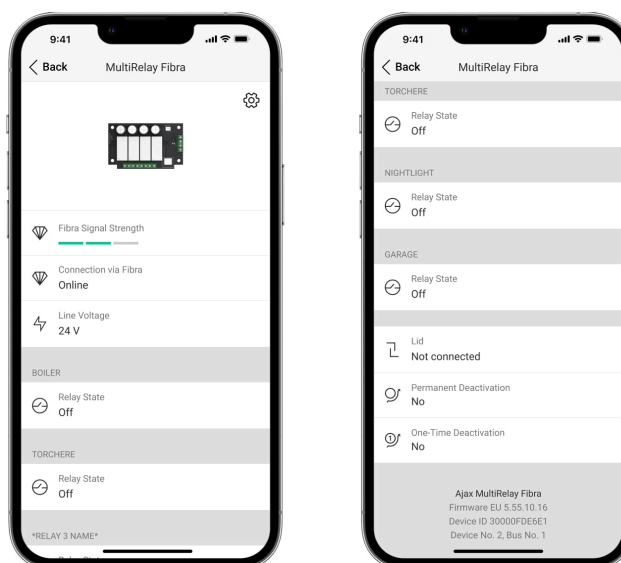 9:41
Back
MultiRelay Fibra
Fibra Signal Strength
Connection via Fibra
Online
Line Voltage
24 V
BOILER
Relay State
Off
TORCHERE
Relay State
Off
*RELAY 3 NAME*
Relay State
9:41
Back
MultiRelay Fibra
TORCHERE
Relay State
Off
NIGHTLIGHT
Relay State
Off
GARAGE
Relay State
Off
Lid
Not connected
Permanent Deactivation
No
1
One-Time Deactivation
No
Ajax MultiRelay Fibra
Firmware EU 5.55.10.16
Device ID 30000FDE6E1
Device No. 2, Bus No. 1